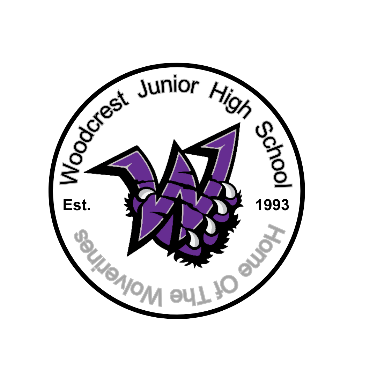 Woodcrest Junior High School
W
Est. 1993
Home Of The Wolverines